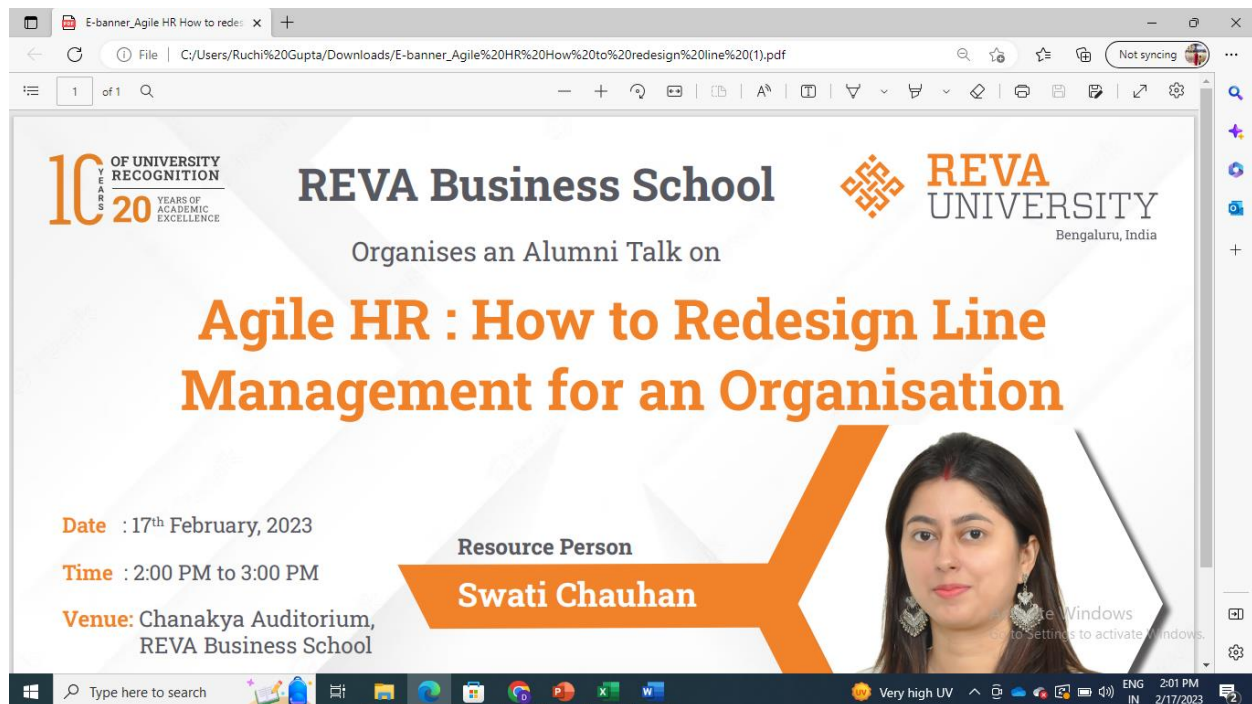 E-banner_Agile HR How to redes
File | C:/Users/Ruchi%20Gupta/Downloads/E-banner_Agile%20HR%20How%20to%20redesign%20line%20(1).pdf
Not syncing
1 of 1
10 YEARS
OF UNIVERSITY
RECOGNITION
20 YEARS OF
ACADEMIC
EXCELLENCE
REVA Business School
REVA
UNIVERSITY
Bengaluru, India
Organises an Alumni Talk on
Agile HR : How to Redesign Line
Management for an Organisation
Date : 17th February, 2023
Time : 2:00 PM to 3:00 PM
Venue: Chanakya Auditorium,
REVA Business School
Resource Person
Swati Chauhan
Windows
Go to Settings to activate Windows.
Type here to search
Very high UV
ENG
IN
2:01 PM
2/17/2023